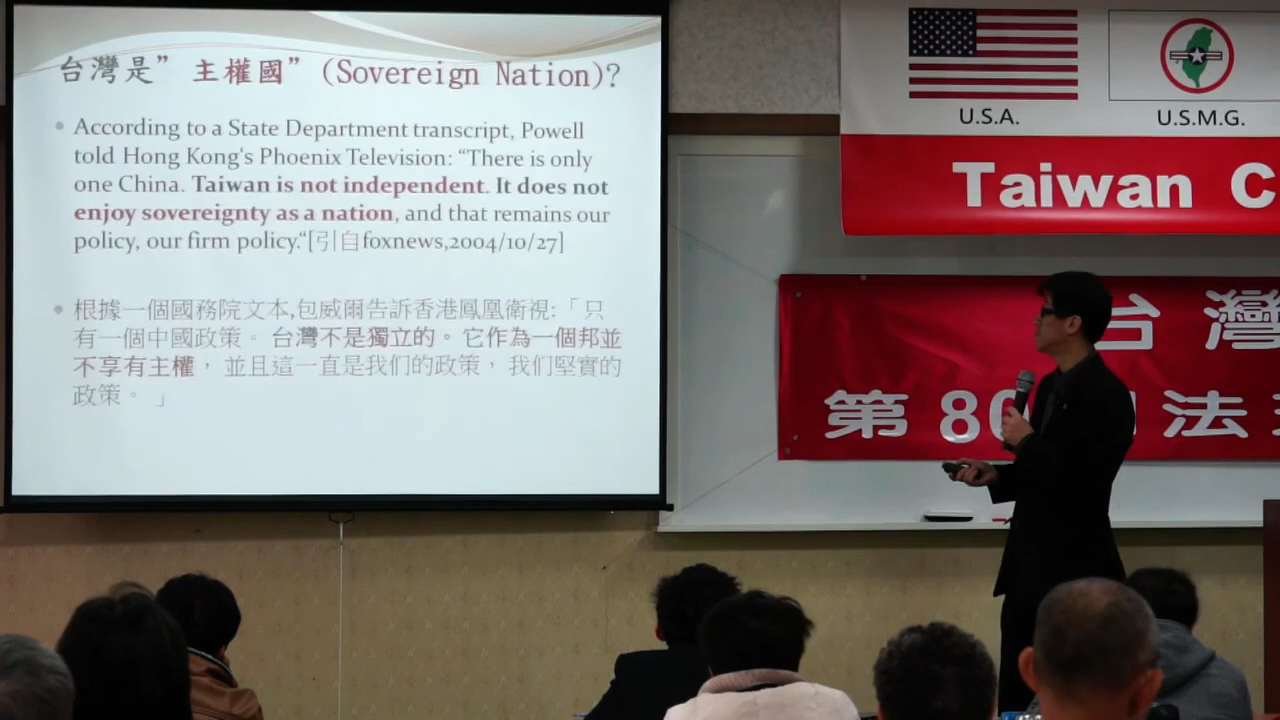 台灣是”主權國”(Sovereign Nation)?
• According to a State Department transcript, Powell
told Hong Kong's Phoenix Television: “There is only
one China. Taiwan is not independent. It does not
enjoy sovereignty as a nation, and that remains our
policy, our firm policy.“[引自foxnews,2004/10/27]
• 根據一個國務院文本,包威爾告訴香港鳳凰衛視:「只
有一個中國政策。 台灣不是獨立的。它作為一個邦並
不享有主權， 並且這一直是我们的政策， 我们堅實的
政策。 」
U.S.A.
U.S.M.G.
Taiwan C
台灣
第80 法